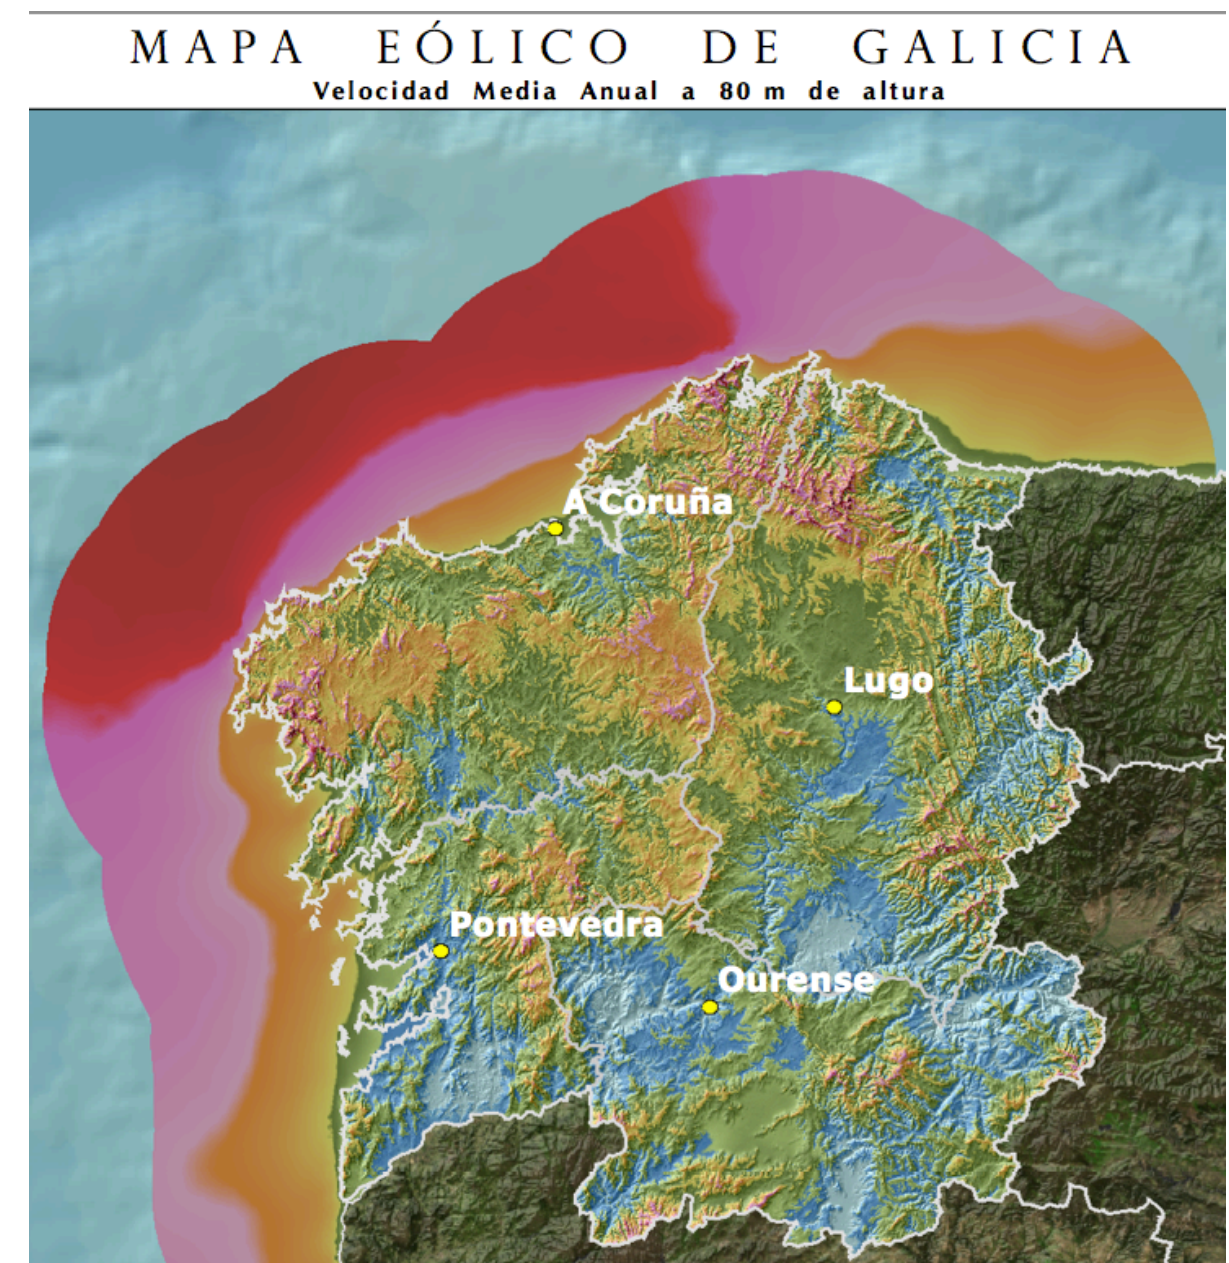 MAPA EÓLICO DE GALICIA
Velocidad Media Anual a 80 m de altura
A Coruña
Lugo
Pontevedra
Ourense